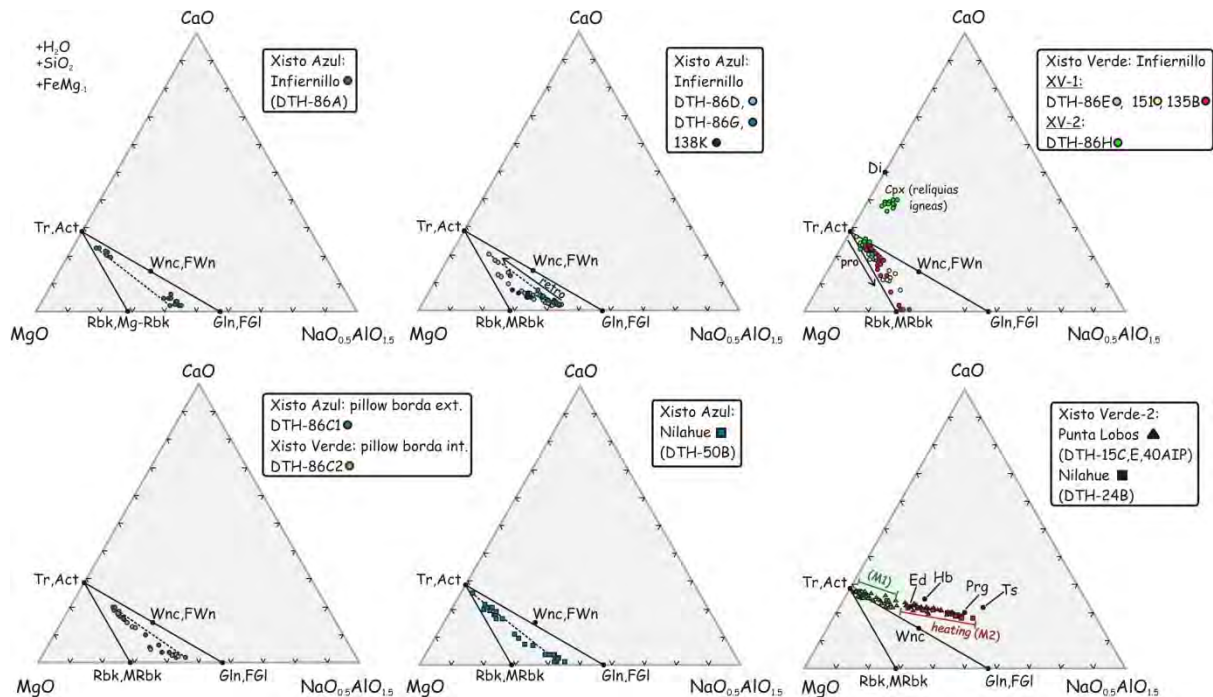 CaO
+H₂O
+SiO₂
+FeMg₋₁
Xisto Azul:
Infiernillo
(DTH-86A)
Tr,Act
Wnc,FWn
MgO
Rbk,Mg-Rbk
Gln,FGl
NaO₀.₅AlO₁.₅
CaO
Xisto Azul:
Infiernillo
DTH-86D,
DTH-86G,
138K
Tr,Act
Wnc,FWn
retro
MgO
Rbk,MRbk
Gln,FGl
NaO₀.₅AlO₁.₅
CaO
Xisto Verde: Infiernillo
XV-1:
DTH-86E, 151, 135B
XV-2:
DTH-86H
Di
Cpx (relíquias
ígneas)
Tr,Act
pro
Wnc,FWn
MgO
Rbk,MRbk
Gln,FGl
NaO₀.₅AlO₁.₅
CaO
Xisto Azul: pillow borda ext.
DTH-86C1
Xisto Verde: pillow borda int.
DTH-86C2
Tr,Act
Wnc,FWn
MgO
Rbk,MRbk
Gln,FGl
NaO₀.₅AlO₁.₅
CaO
Xisto Azul:
Nilahue
(DTH-50B)
Tr,Act
Wnc,FWn
MgO
Rbk,MRbk
Gln,FGl
NaO₀.₅AlO₁.₅
CaO
Xisto Verde-2:
Punta Lobos
(DTH-15C,E,40AIP)
Nilahue
(DTH-24B)
Tr,Act
(M1)
Ed
Hb
Prg
Ts
heating (M2)
Wnc
MgO
Rbk,MRbk
Gln,FGl
NaO₀.₅AlO₁.₅